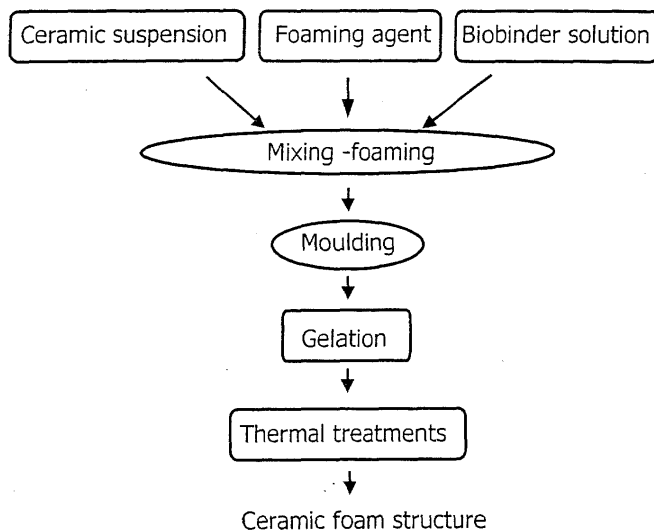 Ceramic suspension
Foaming agent
Biobinder solution
Mixing -foaming
Moulding
Gelation
Thermal treatments
Ceramic foam structure